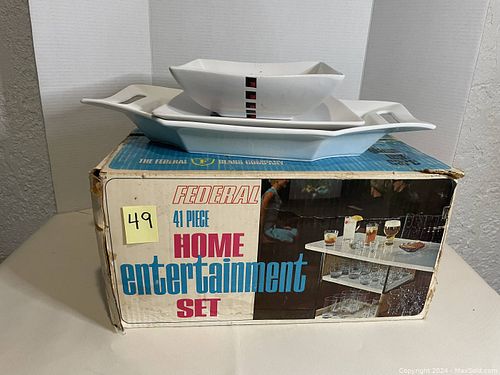 THE FEDERAL F GLASS COMPANY
FEDERAL
41 PIECE
HOME
entertainment
SET
49
Copyright 2024 - MaxSold.com